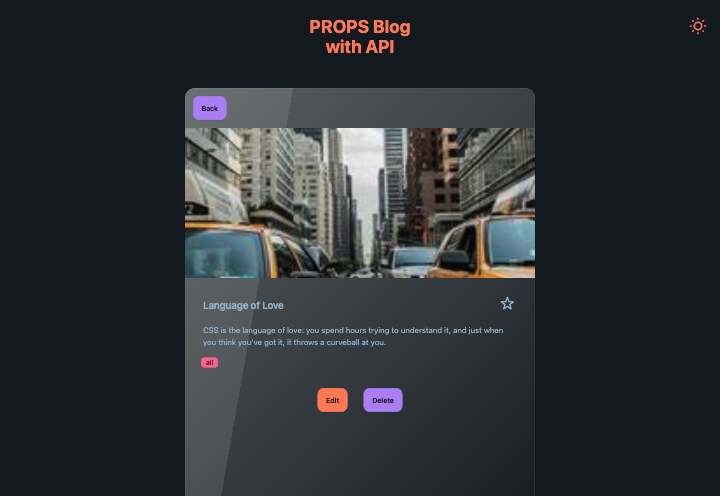 PROPS Blog
with API
Back
Language of Love
CSS is the language of love: you spend hours trying to understand it, and just when
you think you've got it, it throws a curveball at you.
all
Edit
Delete